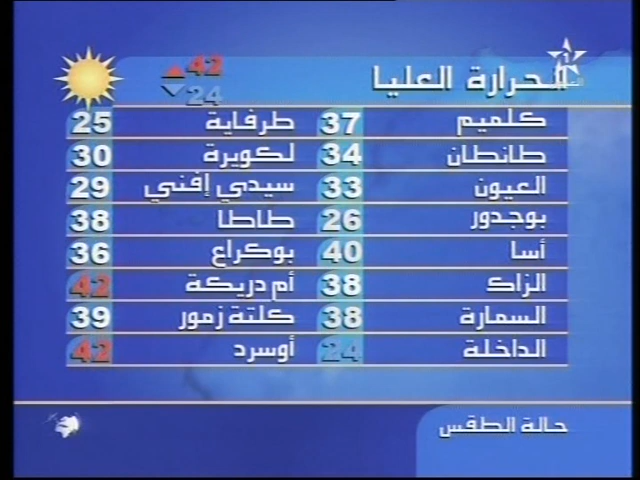 الحرارة العليا 42 24
كلميم 37 طرفاية 25
طانطان 34 لكويرة 30
العيون 33 سيدي إفني 29
بوجدور 26 طاطا 38
أسا 40 بوكراع 36
الزاك 38 أم دريكة 42
السمارة 38 كلتة زمور 39
الداخلة 24 أوسرد 42
حالة الطقس